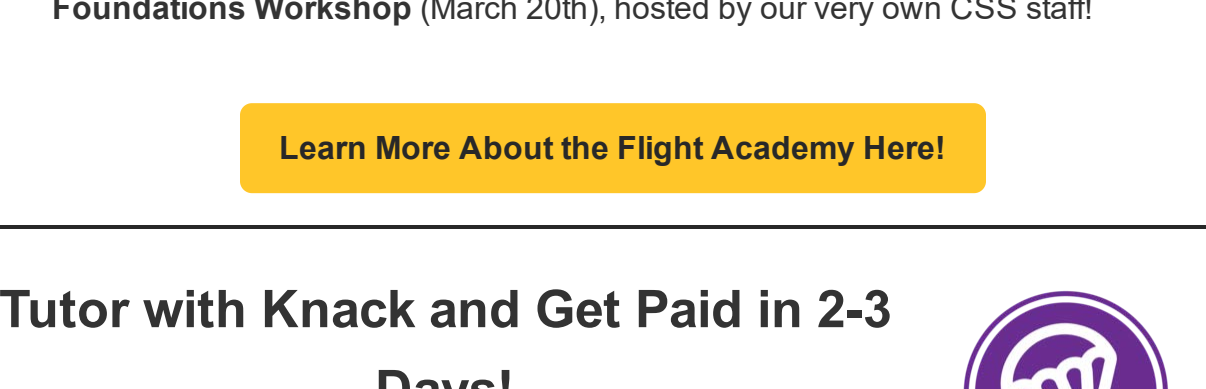 Foundations Workshop (March 20th), hosted by our very own CSS staff!
Learn More About the Flight Academy Here!
Tutor with Knack and Get Paid in 2-3
Days!